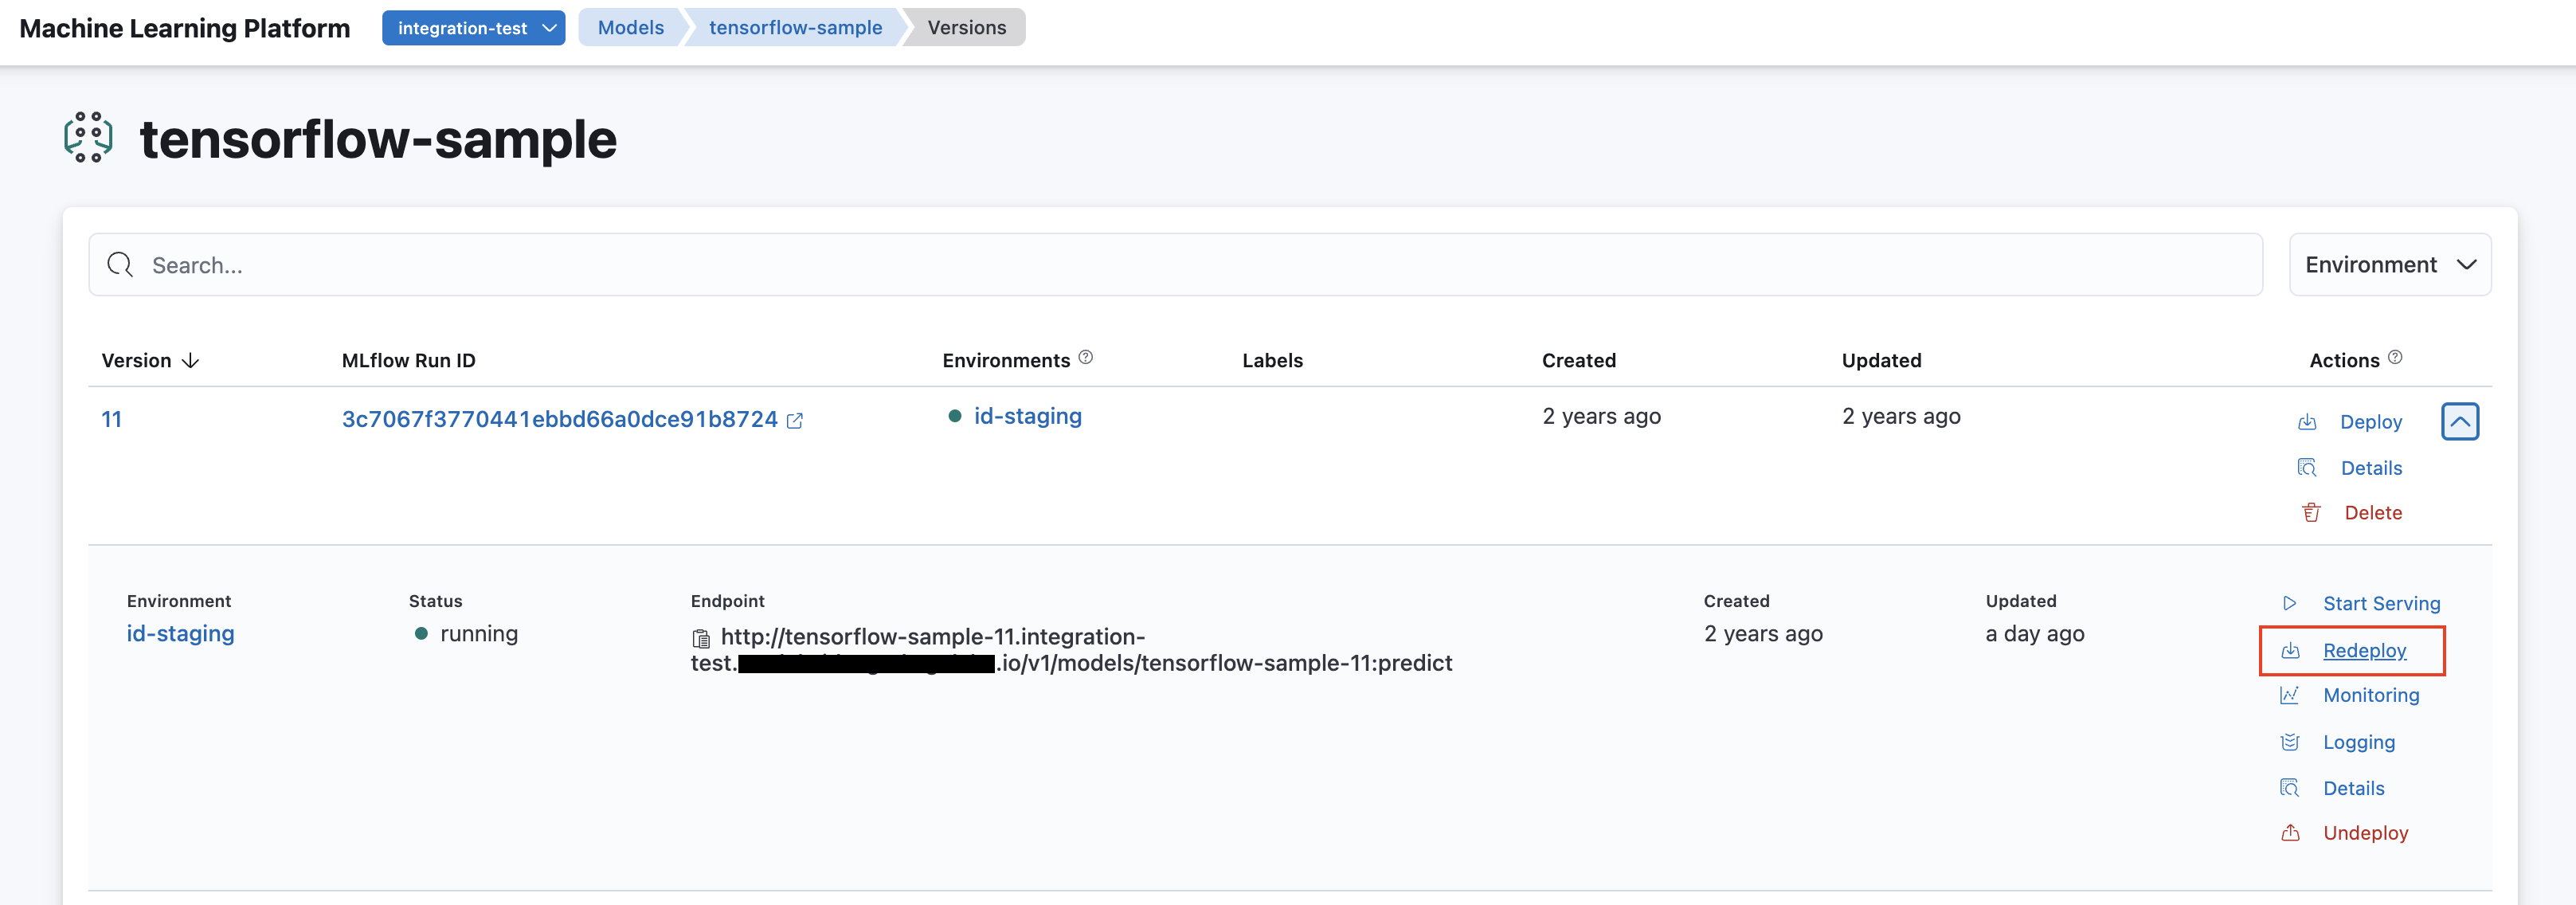 Machine Learning Platform integration-test Models tensorflow-sample Versions
tensorflow-sample
Search... Environment
Version MLflow Run ID Environments Labels Created Updated Actions
11 3c7067f3770441ebbd66a0dce91b8724 id-staging 2 years ago 2 years ago Deploy
Details
Delete
Environment Status Endpoint Created Updated Start Serving
id-staging running http://tensorflow-sample-11.integration- 2 years ago a day ago
test. .io/v1/models/tensorflow-sample-11:predict Redeploy
Monitoring
Logging
Details
Undeploy